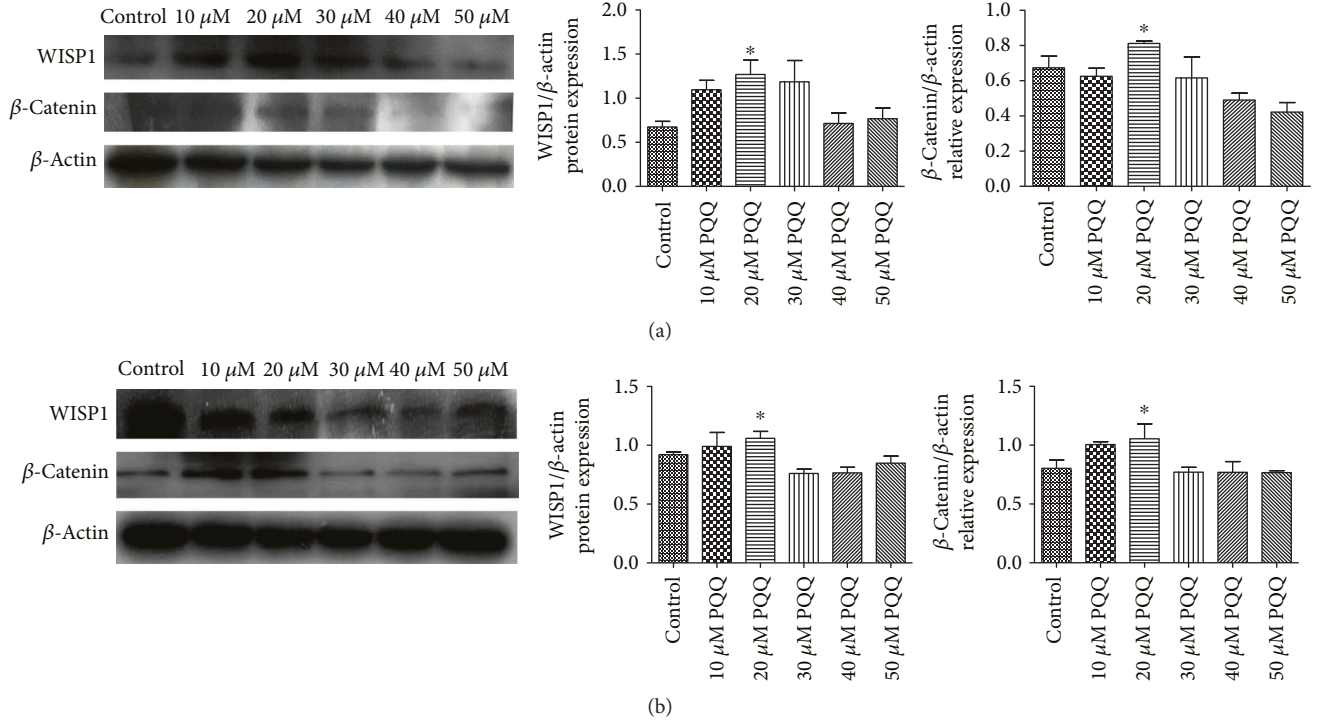 Control 10 μM 20 μM 30 μM 40 μM 50 μM
WISP1
β-Catenin
β-Actin
WISP1/β-actin
protein expression
2.0
1.5
1.0
0.5
0.0
*
Control
10 μM PQQ
20 μM PQQ
30 μM PQQ
40 μM PQQ
50 μM PQQ
β-Catenin/β-actin
relative expression
1.0
0.8
0.6
0.4
0.2
0.0
*
Control
10 μM PQQ
20 μM PQQ
30 μM PQQ
40 μM PQQ
50 μM PQQ
(a)
Control 10 μM 20 μM 30 μM 40 μM 50 μM
WISP1
β-Catenin
β-Actin
WISP1/β-actin
protein expression
1.5
1.0
0.5
0.0
*
Control
10 μM PQQ
20 μM PQQ
30 μM PQQ
40 μM PQQ
50 μM PQQ
β-Catenin/β-actin
relative expression
1.5
1.0
0.5
0.0
*
Control
10 μM PQQ
20 μM PQQ
30 μM PQQ
40 μM PQQ
50 μM PQQ
(b)